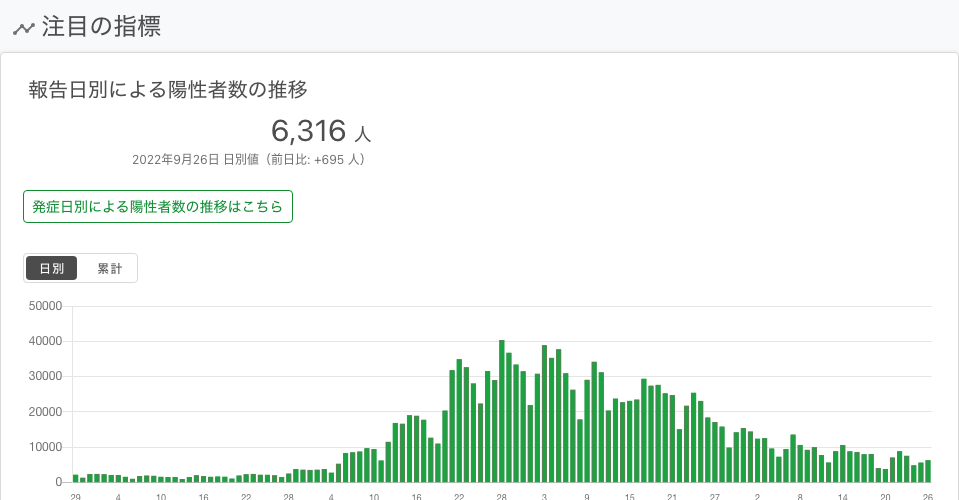 注目の指標
報告日別による陽性者数の推移
6,316 人
2022年9月26日 日別値（前日比: +695 人）
発症日別による陽性者数の推移はこちら
日別 累計
50000
40000
30000
20000
10000
0
29 4 10 16 22 28 4 10 16 22 28 3 9 15 21 27 2 8 14 20 26